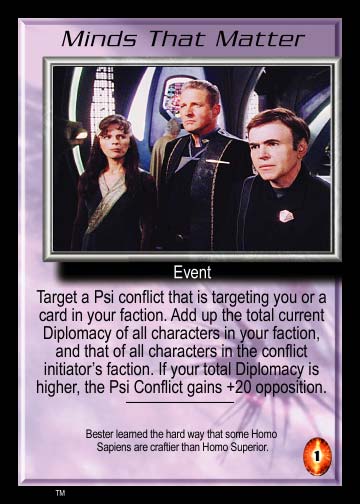 Minds That Matter
Event
Target a Psi conflict that is targeting you or a
card in your faction. Add up the total current
Diplomacy of all characters in your faction,
and that of all characters in the conflict
initiator's faction. If your total Diplomacy is
higher, the Psi Conflict gains +20 opposition.
Bester learned the hard way that some Homo
Sapiens are craftier than Homo Superior.
1
TM